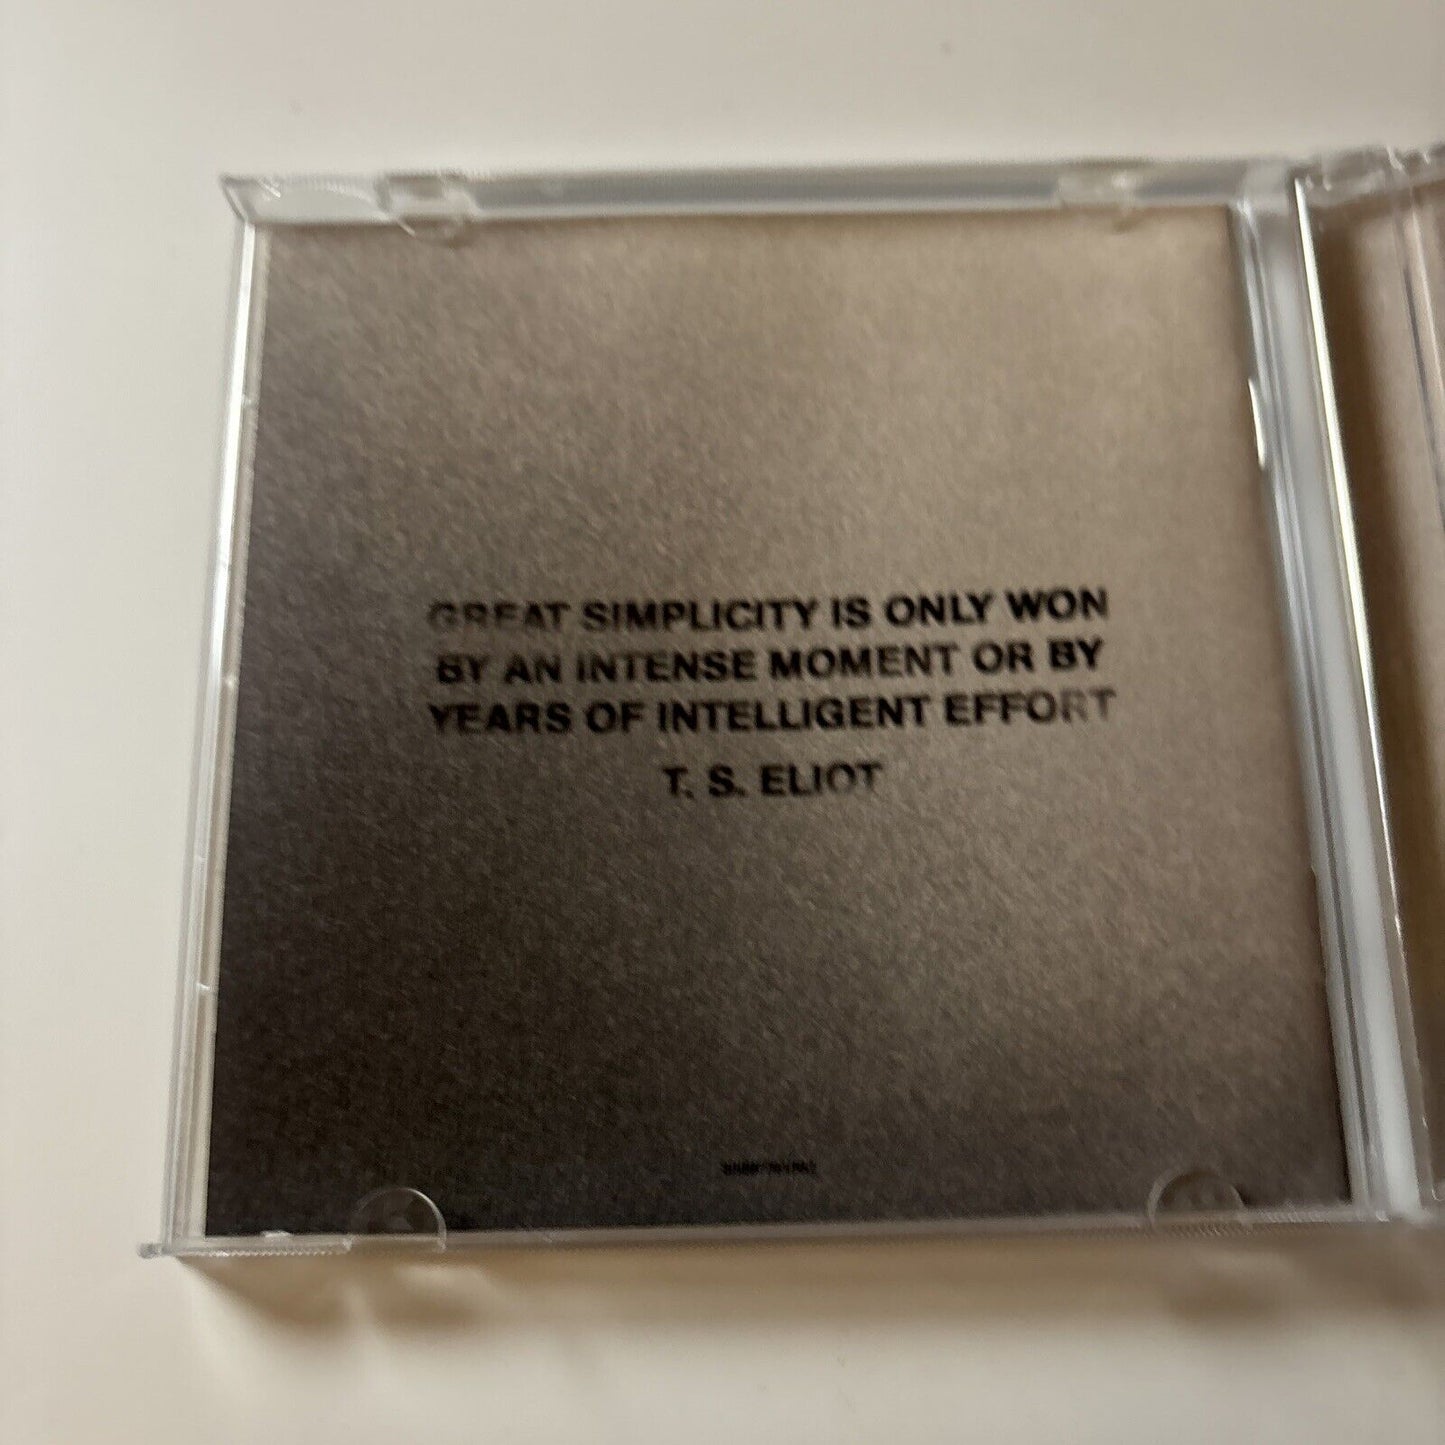 GREAT SIMPLICITY IS ONLY WON
BY AN INTENSE MOMENT OR BY
YEARS OF INTELLIGENT EFFORT
T. S. ELIOT